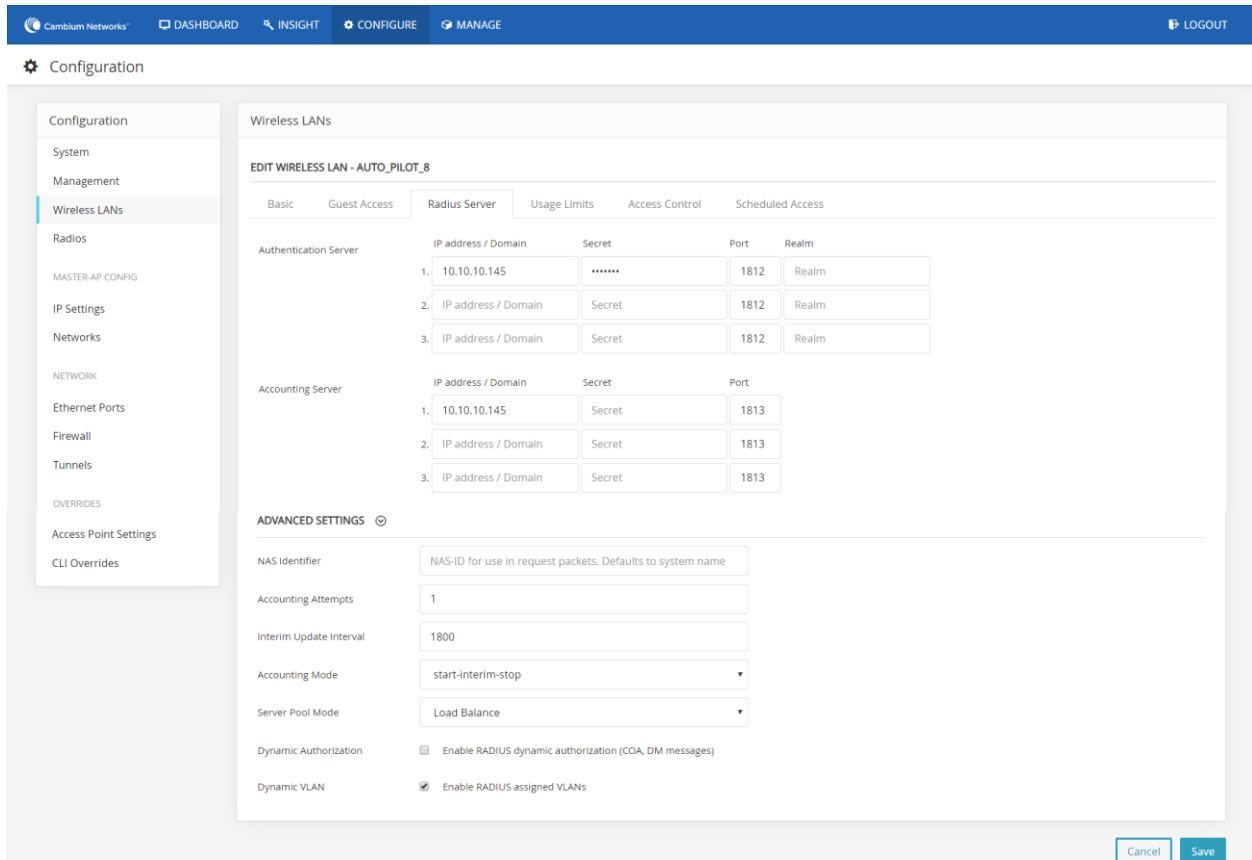 Cambium Networks™ DASHBOARD INSIGHT CONFIGURE MANAGE LOGOUT
Configuration
Configuration
System
Management
Wireless LANs
Radios
MASTER-AP CONFIG
IP Settings
Networks
NETWORK
Ethernet Ports
Firewall
Tunnels
OVERRIDES
Access Point Settings
CLI Overrides
Wireless LANs
EDIT WIRELESS LAN - AUTO_PILOT_8
Basic Guest Access Radius Server Usage Limits Access Control Scheduled Access
Authentication Server
IP address / Domain Secret Port Realm
1. 10.10.10.145 ••••••• 1812 Realm
2. IP address / Domain Secret 1812 Realm
3. IP address / Domain Secret 1812 Realm
Accounting Server
IP address / Domain Secret Port
1. 10.10.10.145 Secret 1813
2. IP address / Domain Secret 1813
3. IP address / Domain Secret 1813
ADVANCED SETTINGS
NAS Identifier NAS-ID for use in request packets. Defaults to system name
Accounting Attempts 1
Interim Update Interval 1800
Accounting Mode start-interim-stop
Server Pool Mode Load Balance
Dynamic Authorization Enable RADIUS dynamic authorization (COA, DM messages)
Dynamic VLAN Enable RADIUS assigned VLANs
Cancel Save